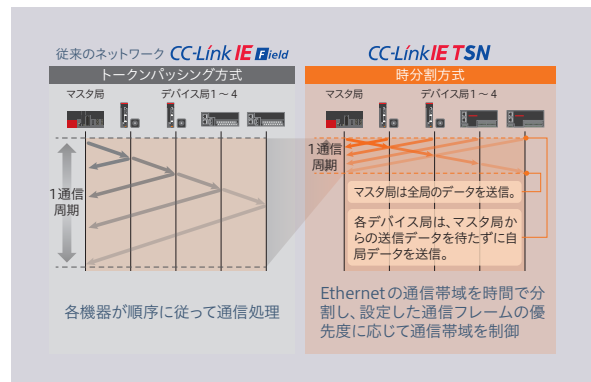 従来のネットワーク CC-Link IE Field
トークンパッシング方式
マスタ局 デバイス局1～4
1通信
周期
各機器が順序に従って通信処理
CC-Link IE TSN
時分割方式
マスタ局 デバイス局1～4
1通信
周期
マスタ局は全局のデータを送信。
各デバイス局は、マスタ局か
らの送信データを待たずに自
局データを送信。
Ethernetの通信帯域を時間で分
割し、設定した通信フレームの優
先度に応じて通信帯域を制御